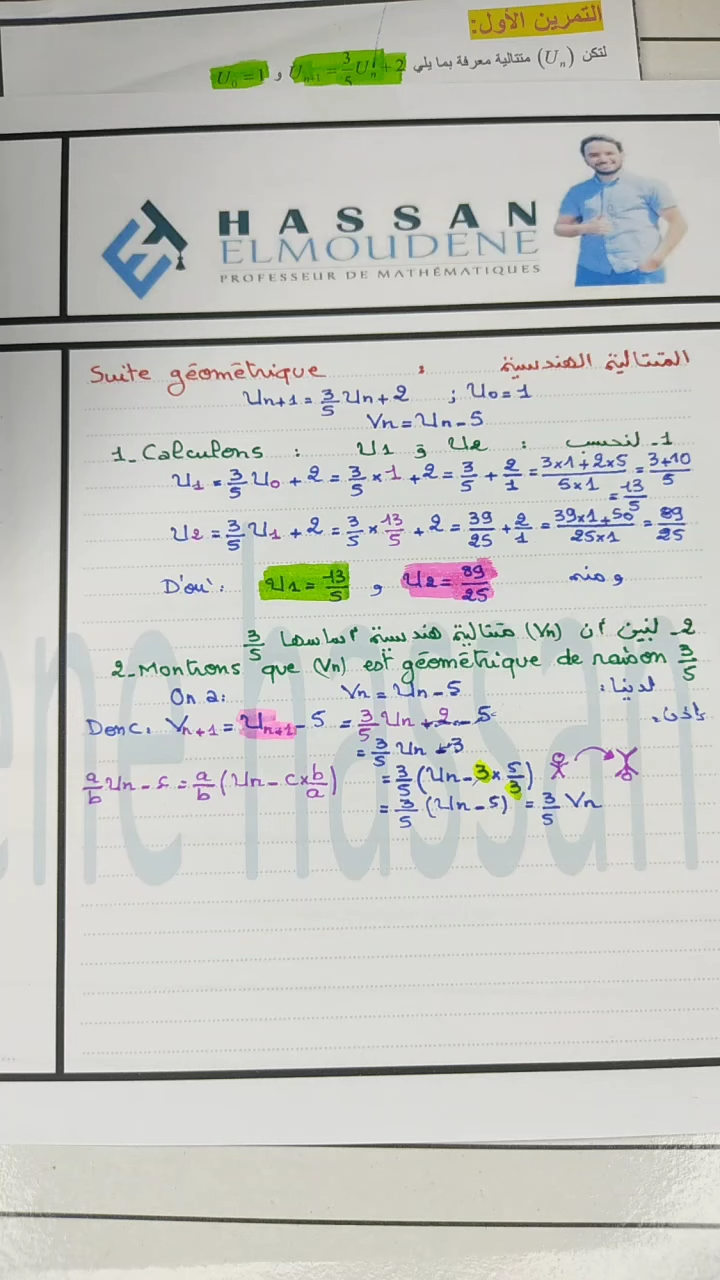 التمرين الأول:
لتكن (Uₙ) متتالية معرفة بما يلي Uₙ₊₁ = 3/5 Uₙ + 2 و U₀ = 1
HASSAN
ELMOUDENE
PROFESSEUR DE MATHÉMATIQUES
Suite géométrique : المتتالية الهندسية
Un+1 = 3/5 Un + 2 ; U0 = 1
Vn = Un - 5
1_ Calculons : U1 و U2 : 1- لنحسب
U1 = 3/5 U0 + 2 = 3/5 × 1 + 2 = 3/5 + 2/1 = (3×1+2×5)/(5×1) = (3+10)/5
= 13/5
U2 = 3/5 U1 + 2 = 3/5 × 13/5 + 2 = 39/25 + 2/1 = (39×1+50)/(25×1) = 89/25
D'où : U1 = 13/5 و U2 = 89/25 ومنه
2- لنبين أن (Vn) متتالية هندسية أساسها 3/5
2_ Montrons que (Vn) est géométrique de raison 3/5
On a: Vn = Un - 5 لدينا:
Donc: Vn+1 = Un+1 - 5 = 3/5 Un + 2 - 5 إذن:
= 3/5 Un - 3
a/b Un - c = a/b (Un - c × b/a) = 3/5 (Un - 3 × 5/3)
= 3/5 (Un - 5) = 3/5 Vn
ene hassan